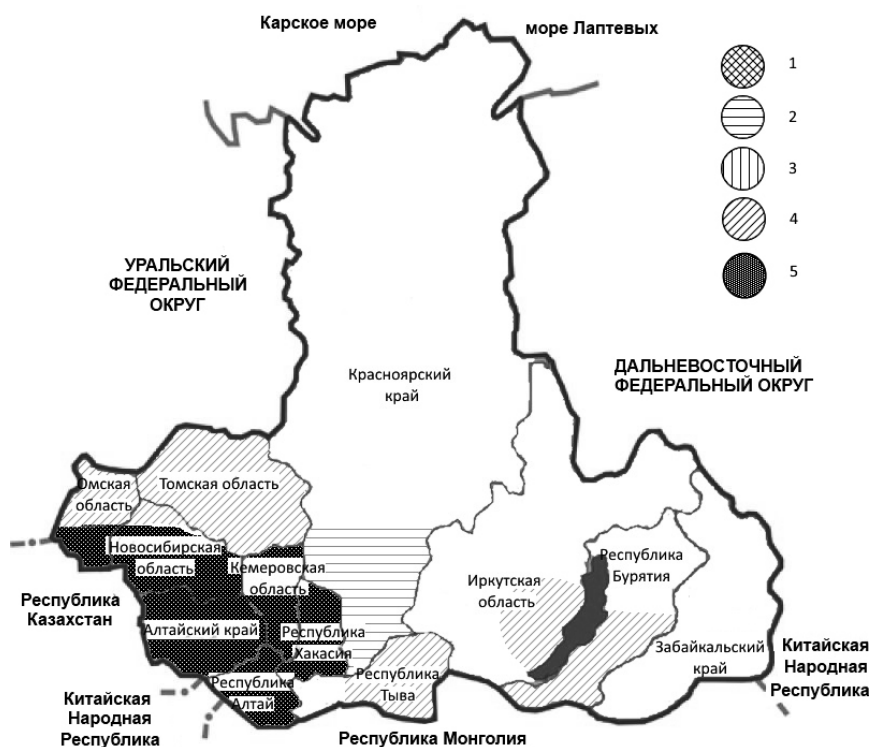 Карское море
море Лаптевых
1
2
3
4
5
УРАЛЬСКИЙ
ФЕДЕРАЛЬНЫЙ
ОКРУГ
ДАЛЬНЕВОСТОЧНЫЙ
ФЕДЕРАЛЬНЫЙ ОКРУГ
Красноярский
край
Омская
область
Томская область
Новосибирская
область
Кемеровская
область
Республика
Бурятия
Иркутская
область
Республика
Казахстан
Алтайский край
Республика
Хакасия
Забайкальский
край
Китайская
Народная
Республика
Республика
Алтай
Республика
Тыва
Китайская
Народная
Республика
Республика Монголия